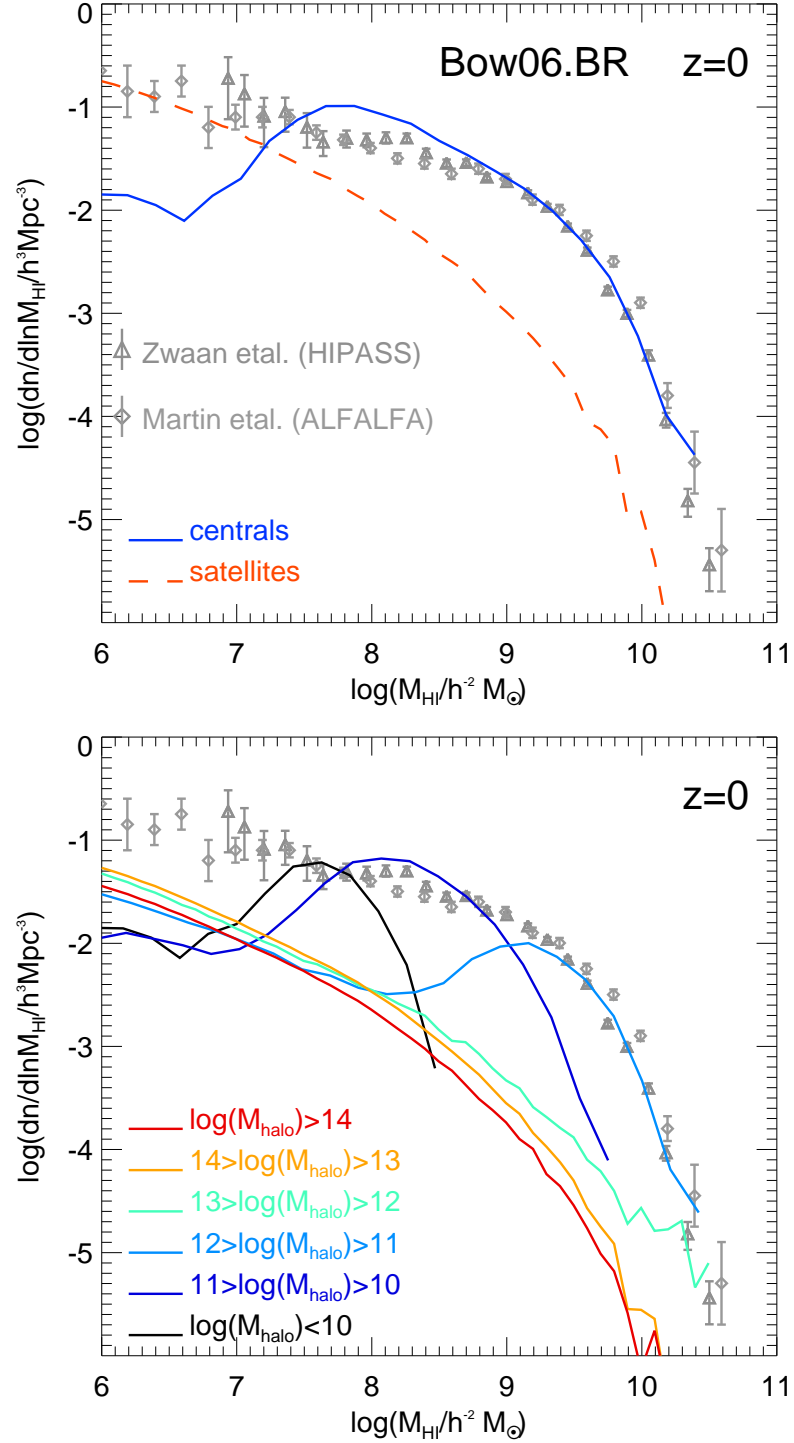 Bow06.BR z=0
0
-1
-2
-3
-4
-5
log(dn/dlnM_HI/h³Mpc⁻³)
Zwaan etal. (HIPASS)
Martin etal. (ALFALFA)
centrals
satellites
6 7 8 9 10 11
log(M_HI/h⁻² M_⊙)
z=0
0
-1
-2
-3
-4
-5
log(dn/dlnM_HI/h³Mpc⁻³)
log(M_halo)>14
14>log(M_halo)>13
13>log(M_halo)>12
12>log(M_halo)>11
11>log(M_halo)>10
log(M_halo)<10
6 7 8 9 10 11
log(M_HI/h⁻² M_⊙)